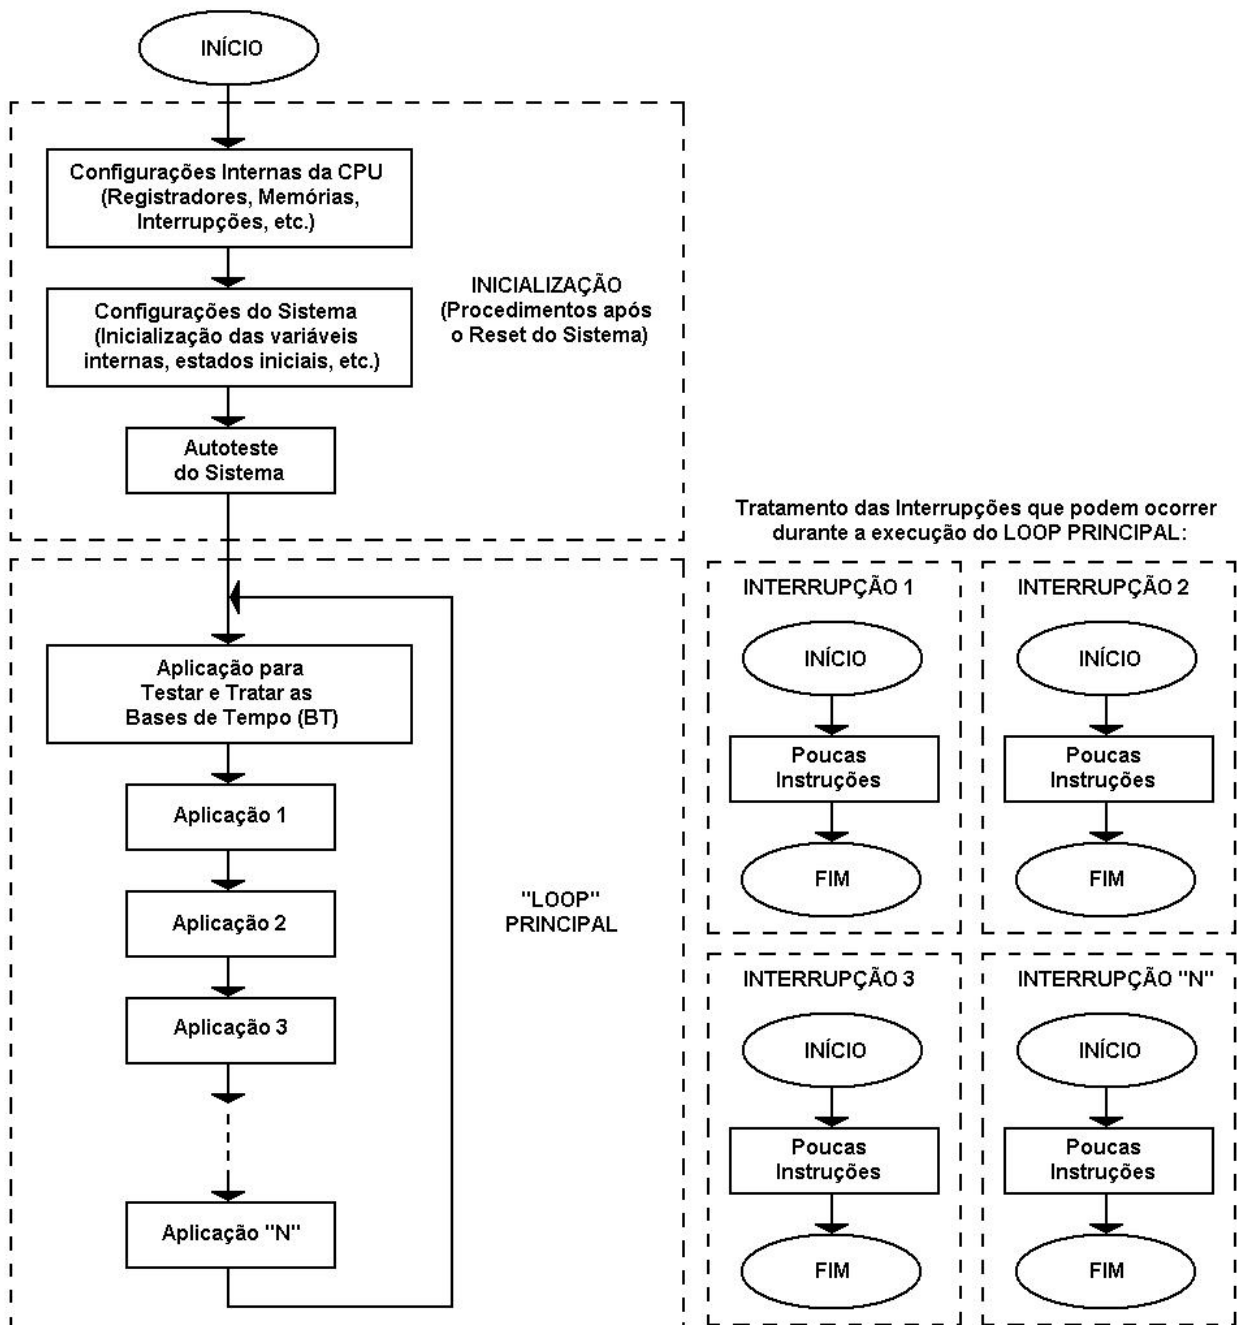 INÍCIO
Configurações Internas da CPU
(Registradores, Memórias,
Interrupções, etc.)
Configurações do Sistema
(Inicialização das variáveis
internas, estados iniciais, etc.)
Autoteste
do Sistema
INICIALIZAÇÃO
(Procedimentos após
o Reset do Sistema)
Aplicação para
Testar e Tratar as
Bases de Tempo (BT)
Aplicação 1
Aplicação 2
Aplicação 3
Aplicação "N"
"LOOP"
PRINCIPAL
Tratamento das Interrupções que podem ocorrer
durante a execução do LOOP PRINCIPAL:
INTERRUPÇÃO 1
INÍCIO
Poucas
Instruções
FIM
INTERRUPÇÃO 2
INÍCIO
Poucas
Instruções
FIM
INTERRUPÇÃO 3
INÍCIO
Poucas
Instruções
FIM
INTERRUPÇÃO "N"
INÍCIO
Poucas
Instruções
FIM